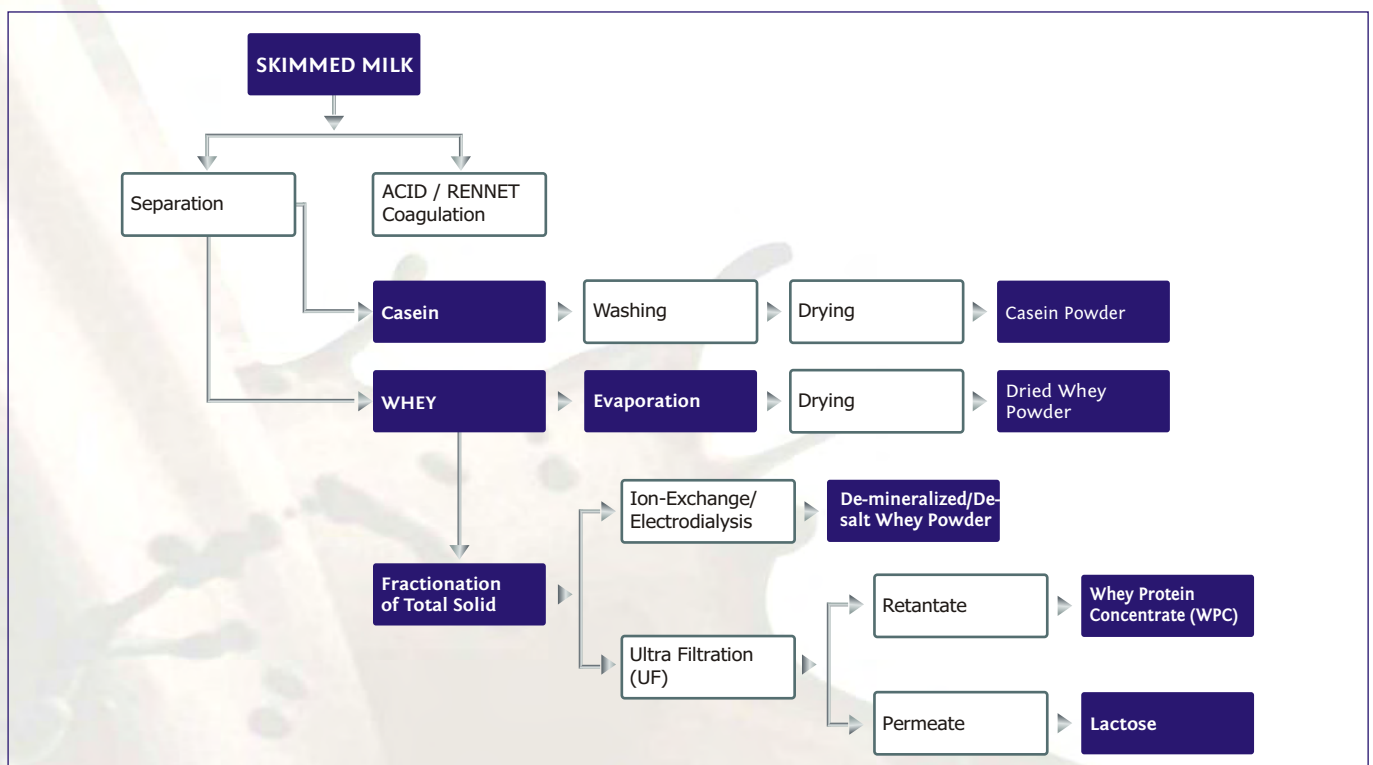 SKIMMED MILK
Separation
ACID / RENNET
Coagulation
Casein
Washing
Drying
Casein Powder
WHEY
Evaporation
Drying
Dried Whey
Powder
Ion-Exchange/
Electrodialysis
De-mineralized/De-
salt Whey Powder
Fractionation
of Total Solid
Retantate
Whey Protein
Concentrate (WPC)
Ultra Filtration
(UF)
Permeate
Lactose